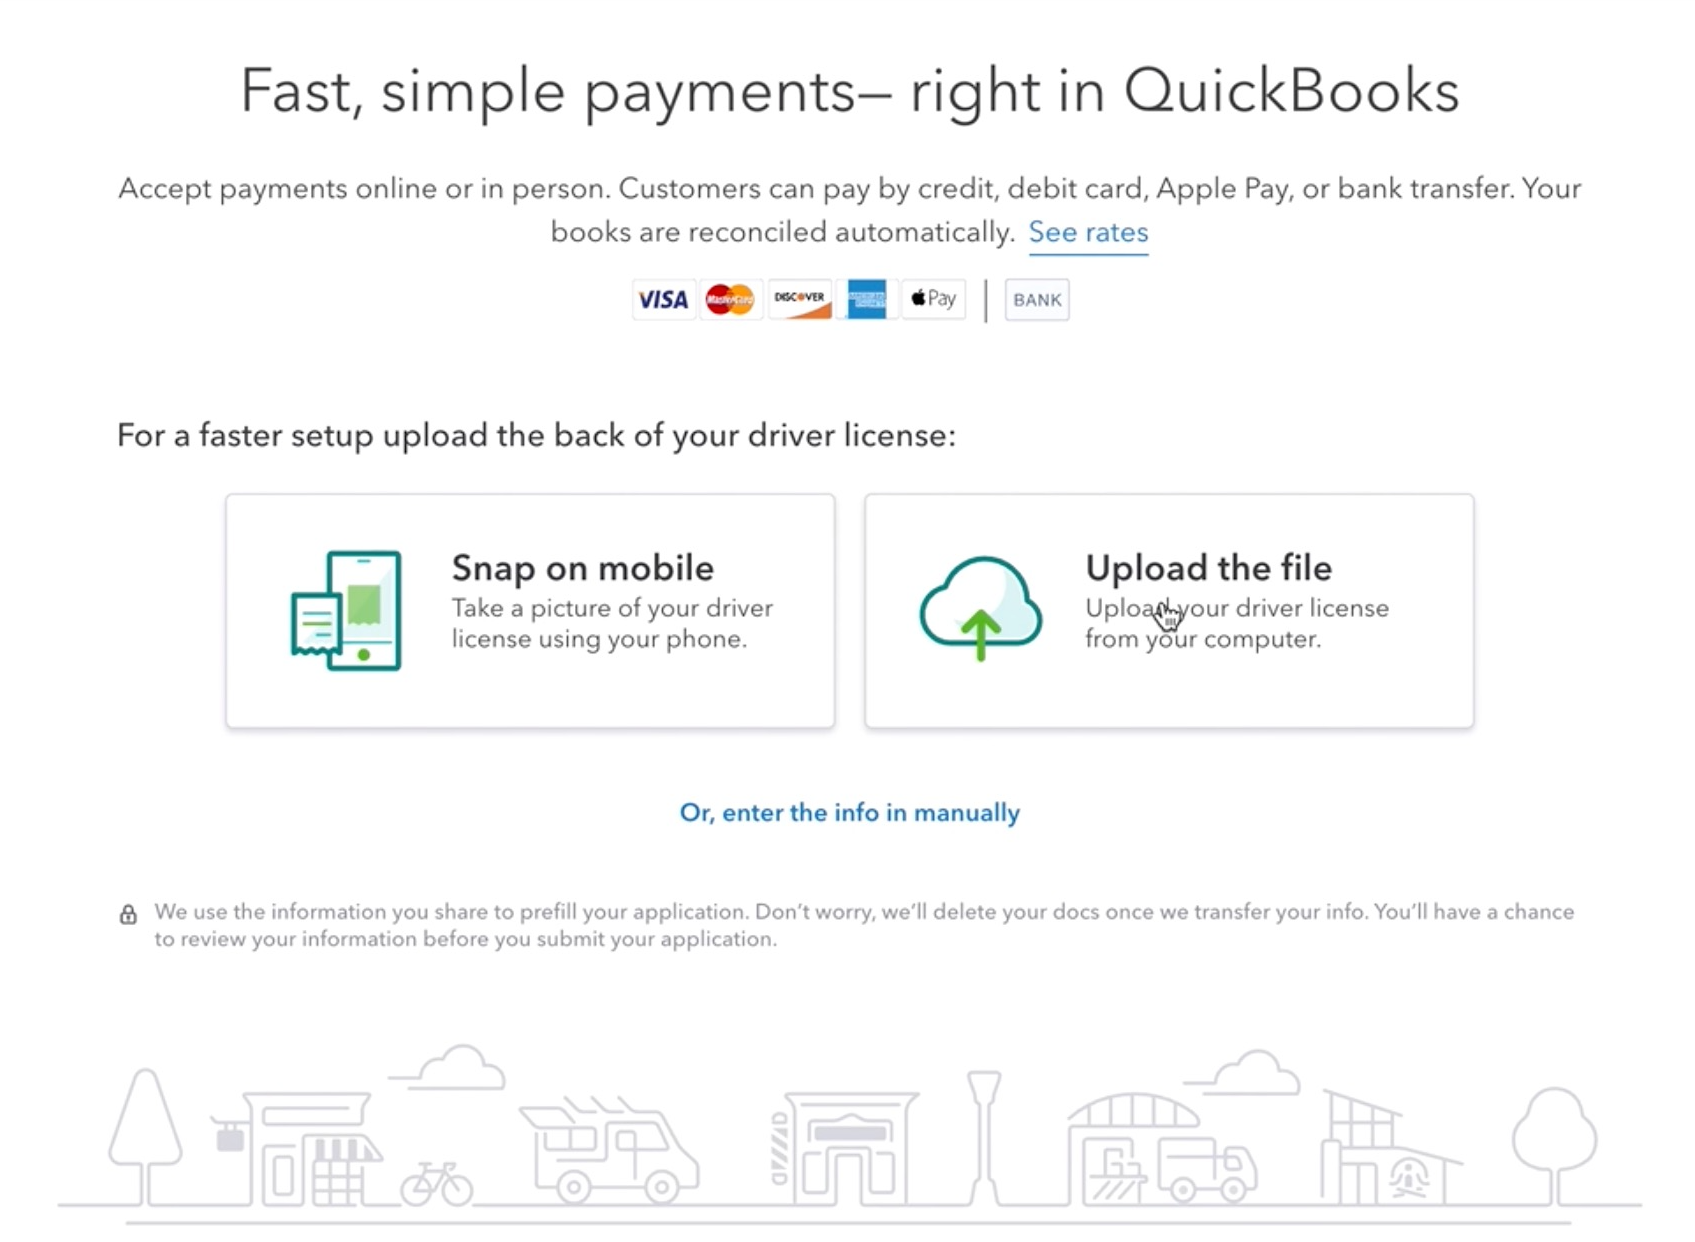 Fast, simple payments— right in QuickBooks
Accept payments online or in person. Customers can pay by credit, debit card, Apple Pay, or bank transfer. Your
books are reconciled automatically. See rates
VISA MasterCard DISCOVER AMERICAN EXPRESS Pay BANK
For a faster setup upload the back of your driver license:
Snap on mobile
Take a picture of your driver
license using your phone.
Upload the file
Upload your driver license
from your computer.
Or, enter the info in manually
We use the information you share to prefill your application. Don’t worry, we’ll delete your docs once we transfer your info. You’ll have a chance
to review your information before you submit your application.